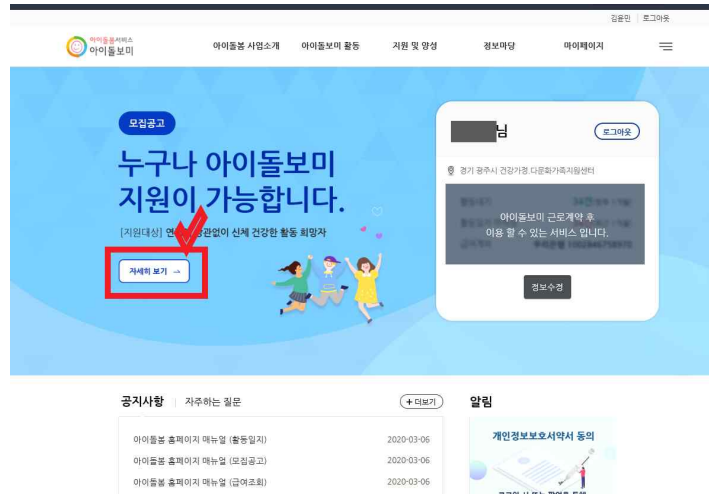 김윤민 로그아웃
아이돌봄서비스
아이돌보미
아이돌봄 사업소개 아이돌보미 활동 지원 및 양성 정보마당 마이페이지
모집공고
누구나 아이돌보미
지원이 가능합니다.
[지원대상] 연 관없이 신체 건강한 활동 희망자
자세히 보기 →
님 로그아웃
경기 광주시 건강가정.다문화가족지원센터
아이돌보미 근로계약 후
이용 할 수 있는 서비스 입니다.
정보수정
공지사항 자주하는 질문 + 더보기
아이돌봄 홈페이지 매뉴얼 (활동일지) 2020-03-06
아이돌봄 홈페이지 매뉴얼 (모집공고) 2020-03-06
아이돌봄 홈페이지 매뉴얼 (급여조회) 2020-03-06
알림
개인정보보호서약서 동의